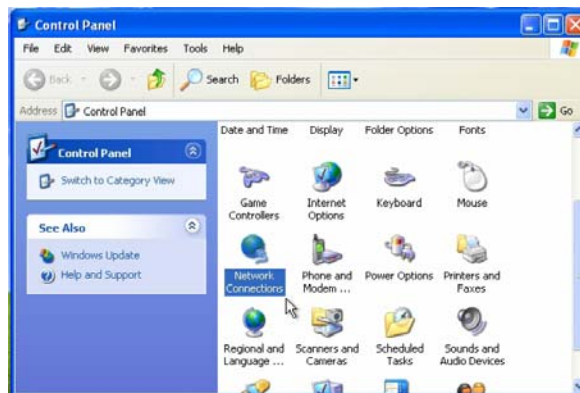 Control Panel
File Edit View Favorites Tools Help
Back Search Folders
Address Control Panel Go
Control Panel
Switch to Category View
See Also
Windows Update
Help and Support
Date and Time Display Folder Options Fonts
Game Controllers
Internet Options
Keyboard
Mouse
Network Connections
Phone and Modem ...
Power Options
Printers and Faxes
Regional and Language ...
Scanners and Cameras
Scheduled Tasks
Sounds and Audio Devices